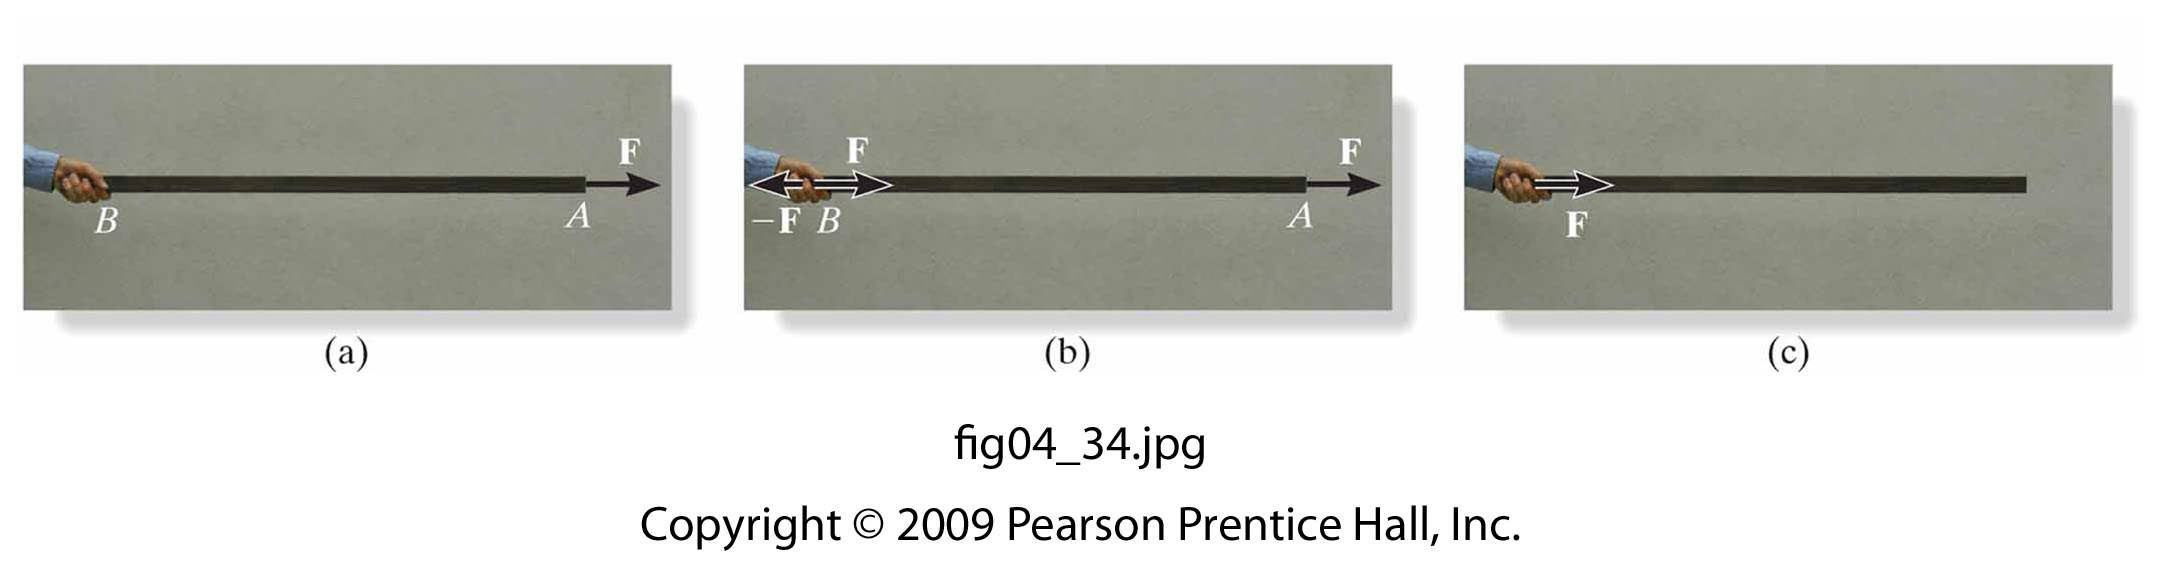 F
B
A
(a)
F
F
−F B
A
(b)
F
(c)
fig04_34.jpg
Copyright © 2009 Pearson Prentice Hall, Inc.